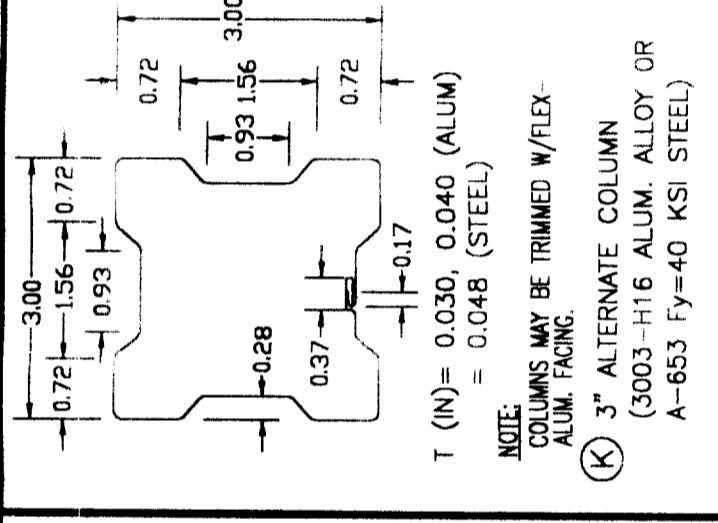 3.00
0.72
1.56
0.72
0.93
3.00
0.72
1.56
0.93
0.72
0.28
0.37
0.17
T (IN)= 0.030, 0.040 (ALUM)
= 0.048 (STEEL)
NOTE:
COLUMNS MAY BE TRIMMED W/FLEX-
ALUM. FACING.
K 3" ALTERNATE COLUMN
(3003-H16 ALUM. ALLOY OR
A-653 Fy=40 KSI STEEL)